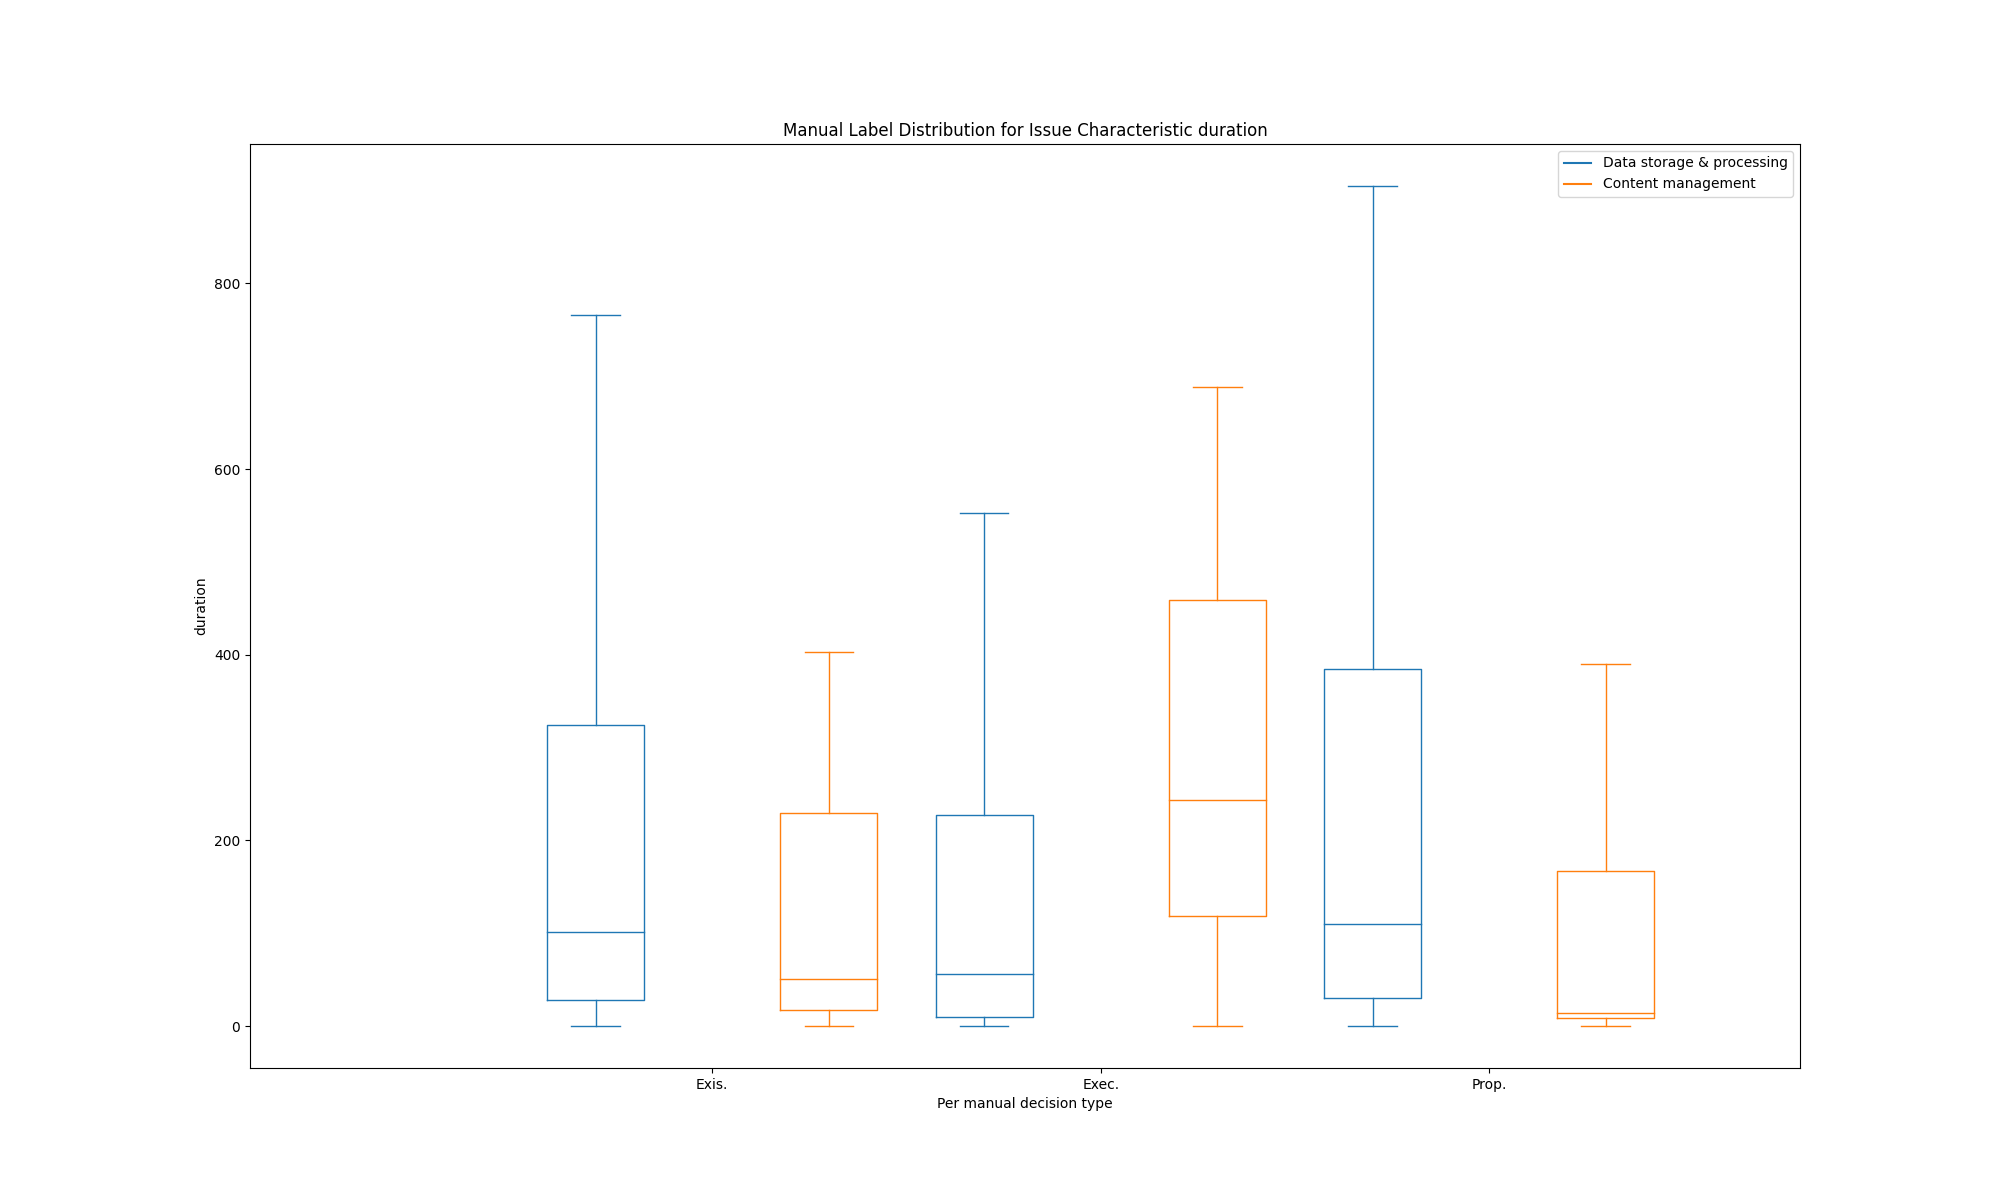 Manual Label Distribution for Issue Characteristic duration
Data storage & processing
Content management
800
600
400
200
0
duration
Exis.
Exec.
Prop.
Per manual decision type